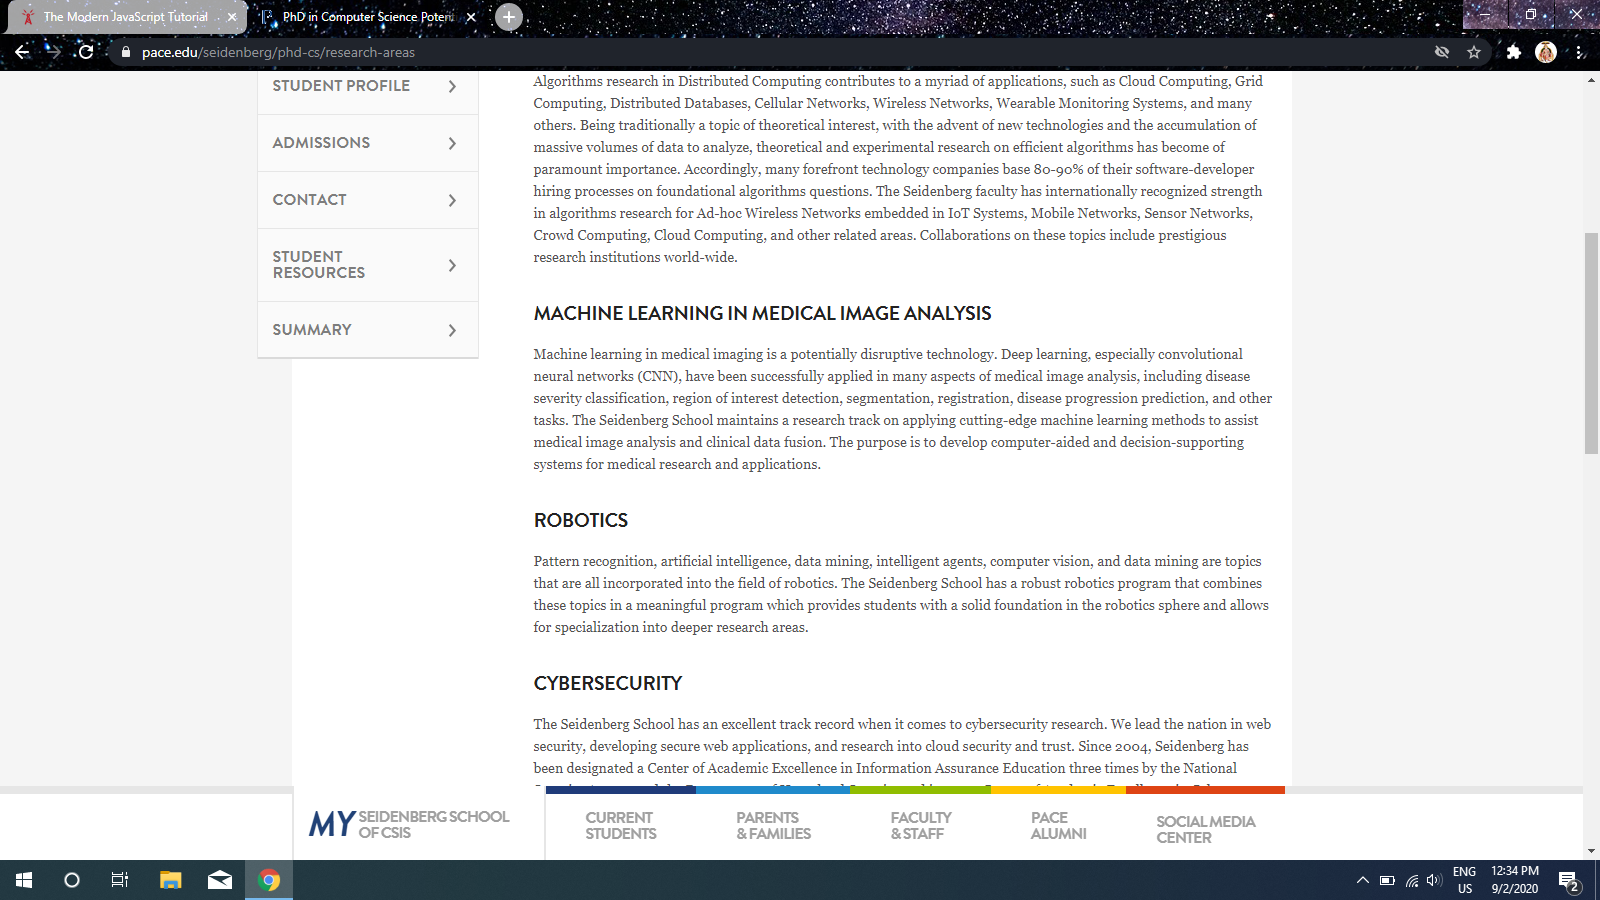 The Modern JavaScript Tutorial
PhD in Computer Science Potent
pace.edu/seidenberg/phd-cs/research-areas
STUDENT PROFILE
ADMISSIONS
CONTACT
STUDENT
RESOURCES
SUMMARY
Algorithms research in Distributed Computing contributes to a myriad of applications, such as Cloud Computing, Grid
Computing, Distributed Databases, Cellular Networks, Wireless Networks, Wearable Monitoring Systems, and many
others. Being traditionally a topic of theoretical interest, with the advent of new technologies and the accumulation of
massive volumes of data to analyze, theoretical and experimental research on efficient algorithms has become of
paramount importance. Accordingly, many forefront technology companies base 80-90% of their software-developer
hiring processes on foundational algorithms questions. The Seidenberg faculty has internationally recognized strength
in algorithms research for Ad-hoc Wireless Networks embedded in IoT Systems, Mobile Networks, Sensor Networks,
Crowd Computing, Cloud Computing, and other related areas. Collaborations on these topics include prestigious
research institutions world-wide.
MACHINE LEARNING IN MEDICAL IMAGE ANALYSIS
Machine learning in medical imaging is a potentially disruptive technology. Deep learning, especially convolutional
neural networks (CNN), have been successfully applied in many aspects of medical image analysis, including disease
severity classification, region of interest detection, segmentation, registration, disease progression prediction, and other
tasks. The Seidenberg School maintains a research track on applying cutting-edge machine learning methods to assist
medical image analysis and clinical data fusion. The purpose is to develop computer-aided and decision-supporting
systems for medical research and applications.
ROBOTICS
Pattern recognition, artificial intelligence, data mining, intelligent agents, computer vision, and data mining are topics
that are all incorporated into the field of robotics. The Seidenberg School has a robust robotics program that combines
these topics in a meaningful program which provides students with a solid foundation in the robotics sphere and allows
for specialization into deeper research areas.
CYBERSECURITY
The Seidenberg School has an excellent track record when it comes to cybersecurity research. We lead the nation in web
security, developing secure web applications, and research into cloud security and trust. Since 2004, Seidenberg has
been designated a Center of Academic Excellence in Information Assurance Education three times by the National
MY SEIDENBERG SCHOOL
OF CSIS
CURRENT
STUDENTS
PARENTS
& FAMILIES
FACULTY
& STAFF
PACE
ALUMNI
SOCIAL MEDIA
CENTER
ENG
US
12:34 PM
9/2/2020
2